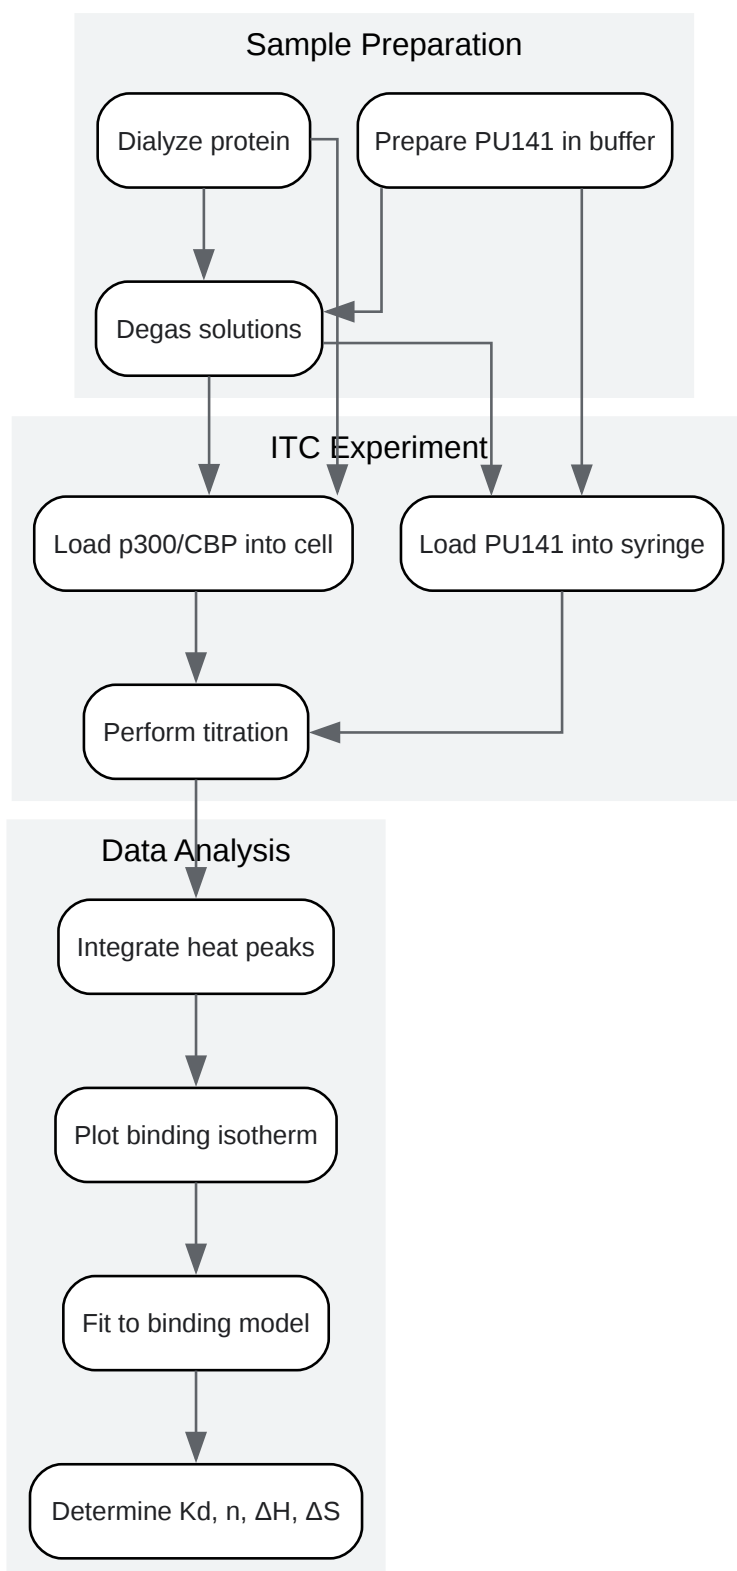 Sample Preparation
Dialyze protein
Prepare PU141 in buffer
Degas solutions
ITC Experiment
Load p300/CBP into cell
Load PU141 into syringe
Perform titration
Data Analysis
Integrate heat peaks
Plot binding isotherm
Fit to binding model
Determine Kd, n, ΔH, ΔS